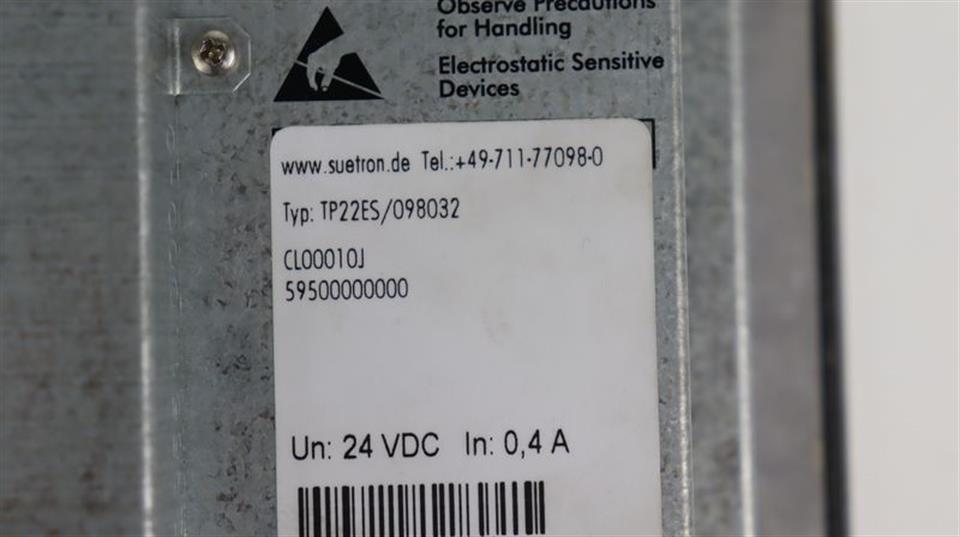 Observe Precautions
for Handling
Electrostatic Sensitive
Devices
www.suetron.de Tel.:+49-711-77098-0
Typ: TP22ES/098032
CL00010J
59500000000
Un: 24 VDC In: 0,4 A